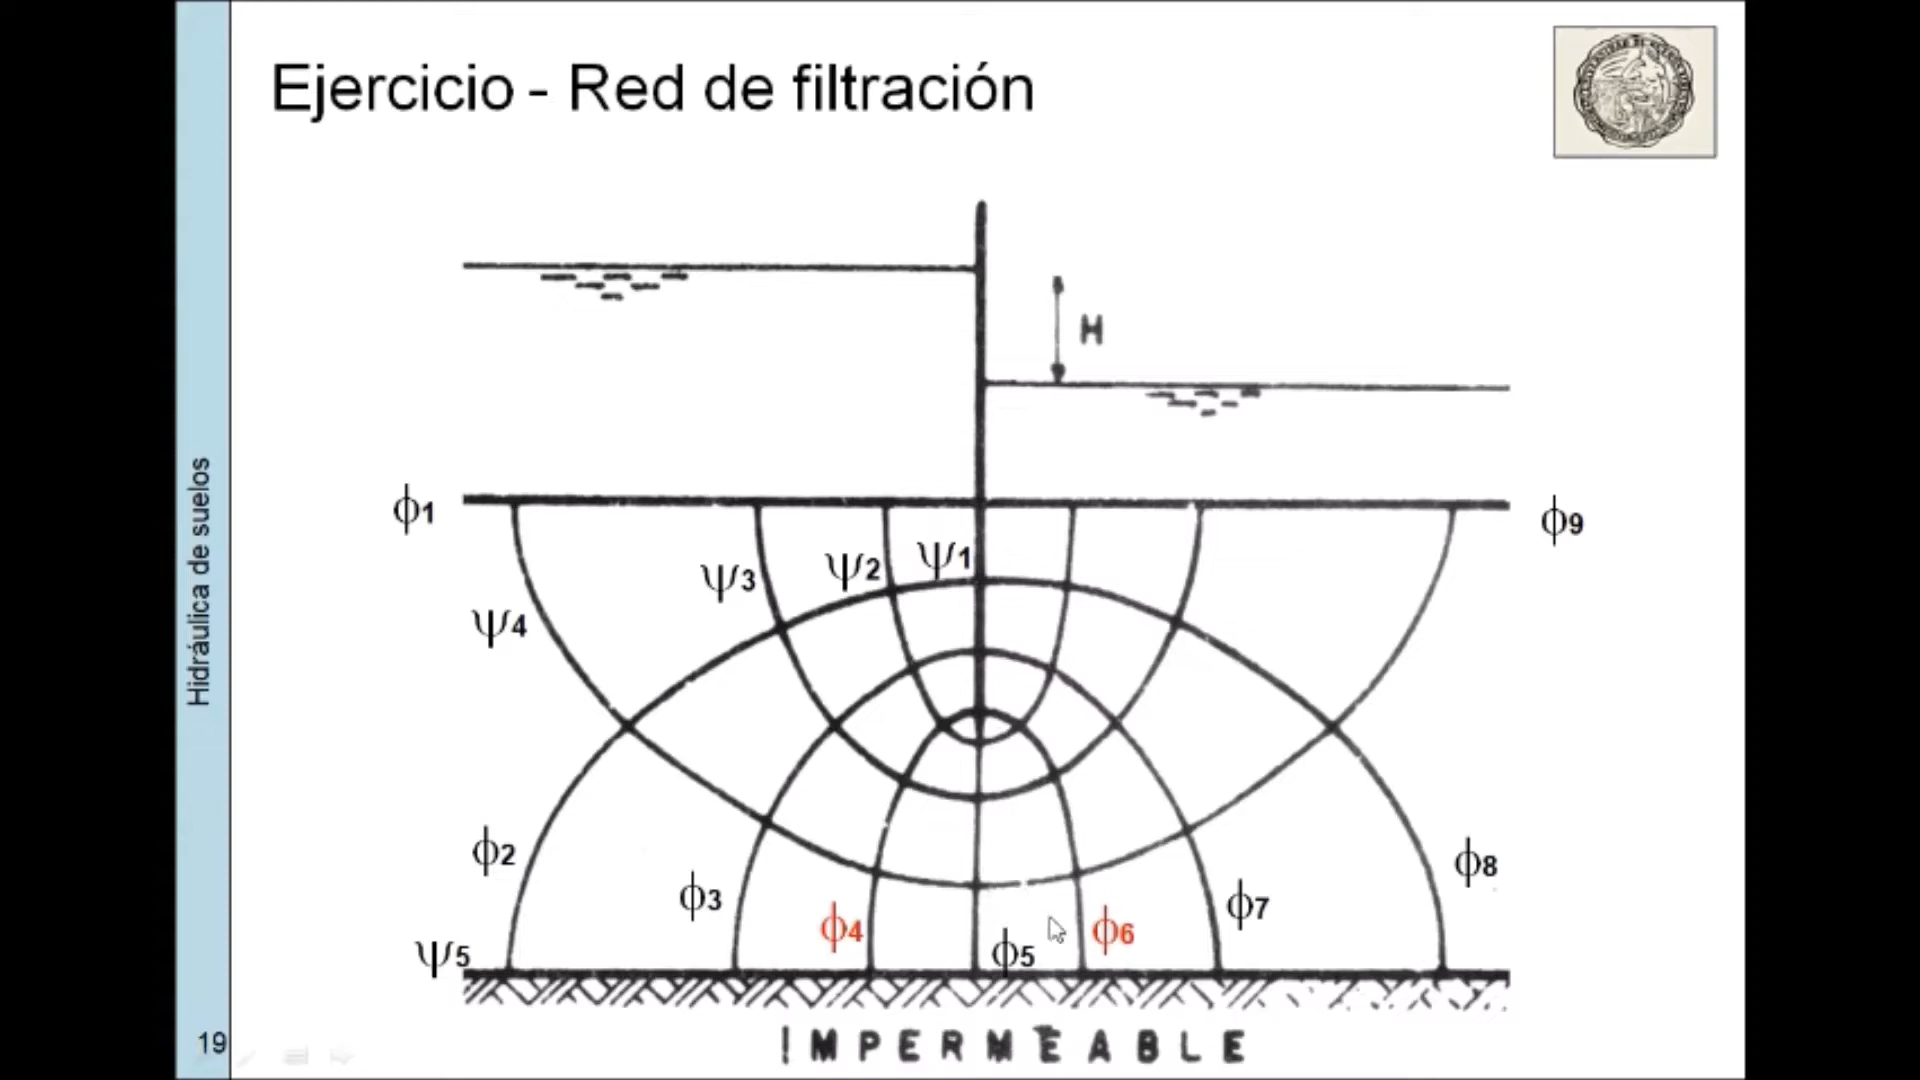 Ejercicio - Red de filtración
H
ϕ1
ϕ9
ψ3
ψ2
ψ1
ψ4
ϕ2
ϕ3
ϕ4
ϕ5
ϕ6
ϕ7
ϕ8
ψ5
IMPERMEABLE
Hidráulica de suelos
19